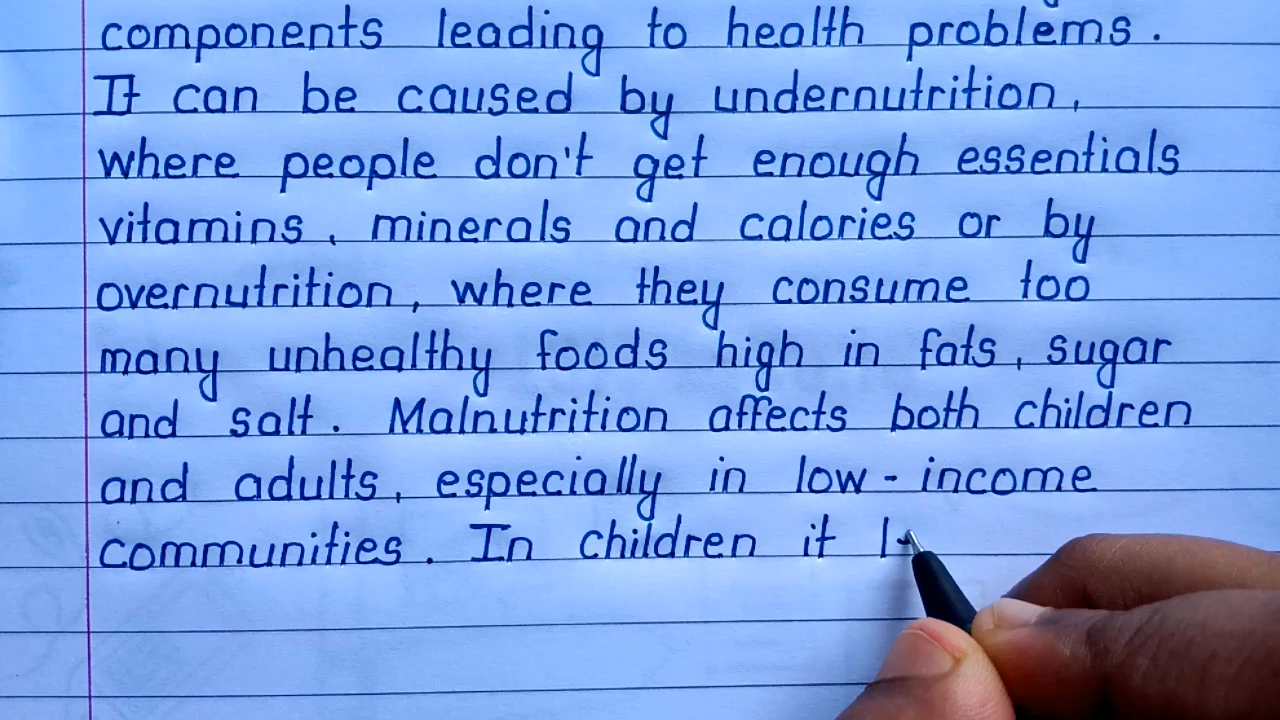 components leading to health problems.
It can be caused by undernutrition,
where people don't get enough essentials
vitamins, minerals and calories or by
overnutrition, where they consume too
many unhealthy foods high in fats, sugar
and salt. Malnutrition affects both children
and adults, especially in low - income
communities. In children it